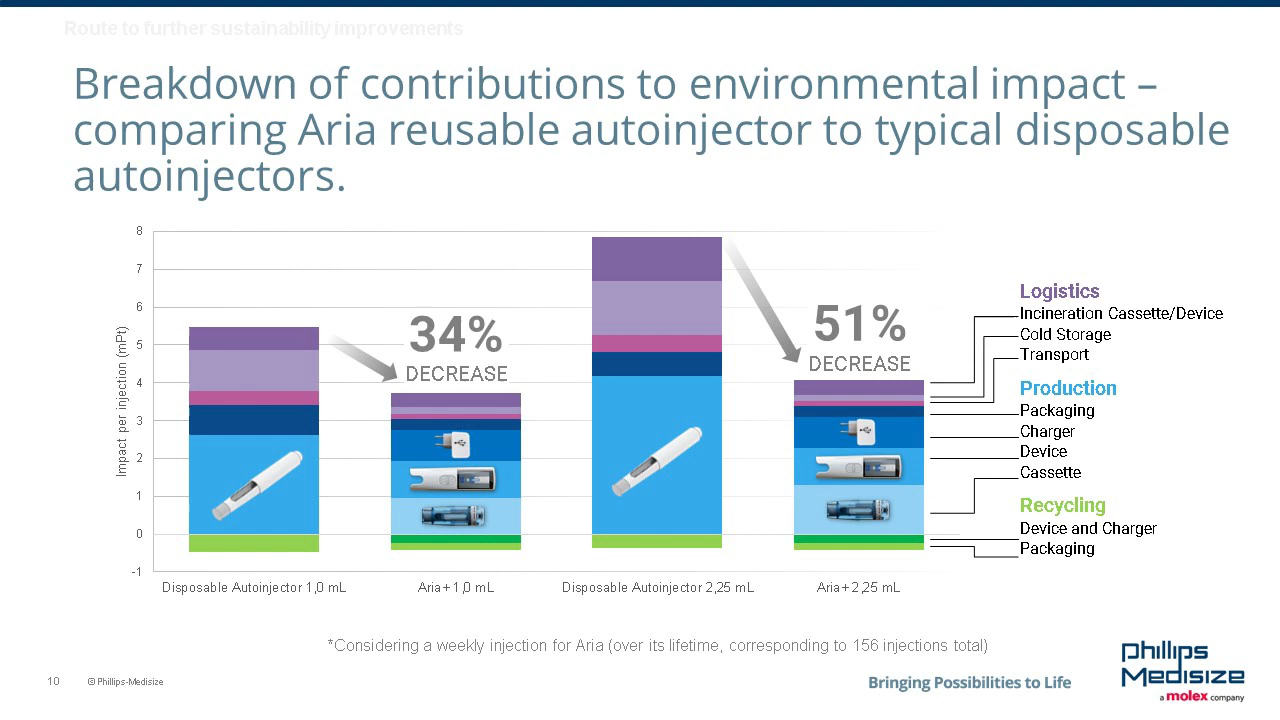 Route to further sustainability improvements
Breakdown of contributions to environmental impact –
comparing Aria reusable autoinjector to typical disposable
autoinjectors.
Impact per injection (mPt)
8
7
6
5
4
3
2
1
0
-1
34%
DECREASE
51%
DECREASE
Disposable Autoinjector 1,0 mL
Aria+ 1,0 mL
Disposable Autoinjector 2,25 mL
Aria+ 2,25 mL
Logistics
Incineration Cassette/Device
Cold Storage
Transport
Production
Packaging
Charger
Device
Cassette
Recycling
Device and Charger
Packaging
*Considering a weekly injection for Aria (over its lifetime, corresponding to 156 injections total)
10
© Phillips-Medisize
Bringing Possibilities to Life
phillips
Medisize
a molex company